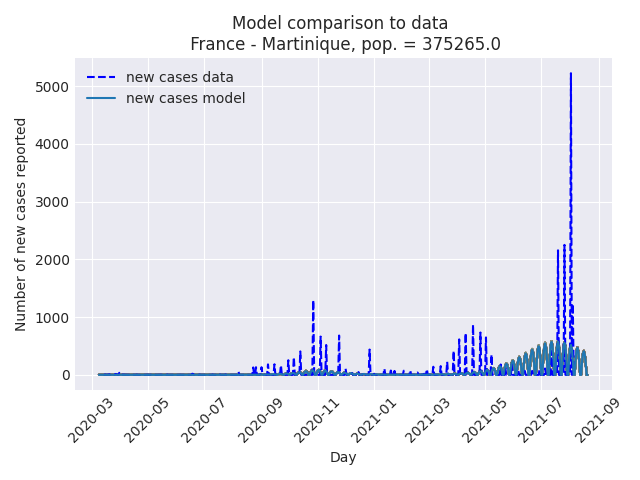 Model comparison to data
France - Martinique, pop. = 375265.0
new cases data
new cases model
Number of new cases reported
5000
4000
3000
2000
1000
0
2020-03
2020-05
2020-07
2020-09
2020-11
2021-01
2021-03
2021-05
2021-07
2021-09
Day